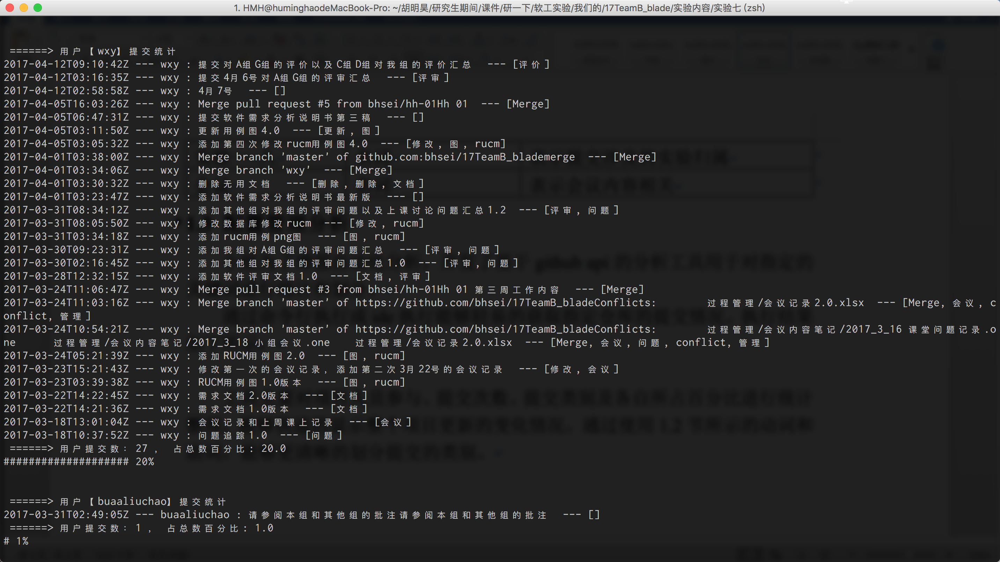 1. HMH@huminghaodeMacBook-Pro: ~/胡明昊/研究生期间/课件/研一下/软工实验/我们的/17TeamB_blade/实验内容/实验七 (zsh)
======> 用户【wxy】提交统计
2017-04-12T09:10:42Z --- wxy : 提交对A组G组的评价以及C组D组对我组的评价汇总 --- [评价]
2017-04-12T03:16:35Z --- wxy : 提交4月6号对A组G组的评审汇总 --- [评审]
2017-04-12T02:58:58Z --- wxy : 4月7号 --- []
2017-04-05T16:03:26Z --- wxy : Merge pull request #5 from bhsei/hh-01Hh 01 --- [Merge]
2017-04-05T06:47:31Z --- wxy : 提交软件需求分析说明书第三稿 --- []
2017-04-05T03:11:50Z --- wxy : 更新用例图4.0 --- [更新, 图]
2017-04-05T03:05:32Z --- wxy : 添加第四次修改rucm用例图4.0 --- [修改, 图, rucm]
2017-04-01T03:38:00Z --- wxy : Merge branch 'master' of github.com:bhsei/17TeamB_blademerge --- [Merge]
2017-04-01T03:34:06Z --- wxy : Merge branch 'wxy' --- [Merge]
2017-04-01T03:30:32Z --- wxy : 删除无用文档 --- [删除, 删除, 文档]
2017-04-01T03:23:47Z --- wxy : 添加软件需求分析说明书最新版 --- []
2017-03-31T08:34:12Z --- wxy : 添加其他组对我组的评审问题以及上课讨论问题汇总1.2 --- [评审, 问题]
2017-03-31T08:05:50Z --- wxy : 修改数据库修改rucm --- [修改, rucm]
2017-03-31T03:34:18Z --- wxy : 添加rucm用例png图 --- [图, rucm]
2017-03-30T09:23:31Z --- wxy : 添加我组对A组G组的评审问题汇总 --- [评审, 问题]
2017-03-30T02:16:45Z --- wxy : 添加其他组对我组的评审问题汇总1.0 --- [评审, 问题]
2017-03-28T12:32:15Z --- wxy : 添加软件评审文档1.0 --- [文档, 评审]
2017-03-24T11:06:47Z --- wxy : Merge pull request #3 from bhsei/hh-01Hh 01 第三周工作内容 --- [Merge]
2017-03-24T11:03:16Z --- wxy : Merge branch 'master' of https://github.com/bhsei/17TeamB_bladeConflicts: 过程管理/会议记录2.0.xlsx --- [Merge, 会议, c
onflict, 管理]
2017-03-24T10:54:21Z --- wxy : Merge branch 'master' of https://github.com/bhsei/17TeamB_bladeConflicts: 过程管理/会议内容笔记/2017_3_16 课堂问题记录.o
ne 过程管理/会议内容笔记/2017_3_18 小组会议.one 过程管理/会议记录2.0.xlsx --- [Merge, 会议, 问题, conflict, 管理]
2017-03-24T05:21:39Z --- wxy : 添加RUCM用例图2.0 --- [图, rucm]
2017-03-23T15:21:43Z --- wxy : 修改第一次的会议记录, 添加第二次3月22号的会议记录 --- [修改, 会议]
2017-03-23T03:39:38Z --- wxy : RUCM用例图1.0版本 --- [图, rucm]
2017-03-22T14:22:45Z --- wxy : 需求文档2.0版本 --- [文档]
2017-03-22T14:21:36Z --- wxy : 需求文档1.0版本 --- [文档]
2017-03-18T13:01:04Z --- wxy : 会议记录和上周课上记录 --- [会议]
2017-03-18T10:37:52Z --- wxy : 问题追踪1.0 --- [问题]
======> 用户提交数: 27 , 占总数百分比: 20.0
#################### 20%
======> 用户【buaaliuchao】提交统计
2017-03-31T02:49:05Z --- buaaliuchao : 请参阅本组和其他组的批注请参阅本组和其他组的批注 --- []
======> 用户提交数: 1 , 占总数百分比: 1.0
# 1%